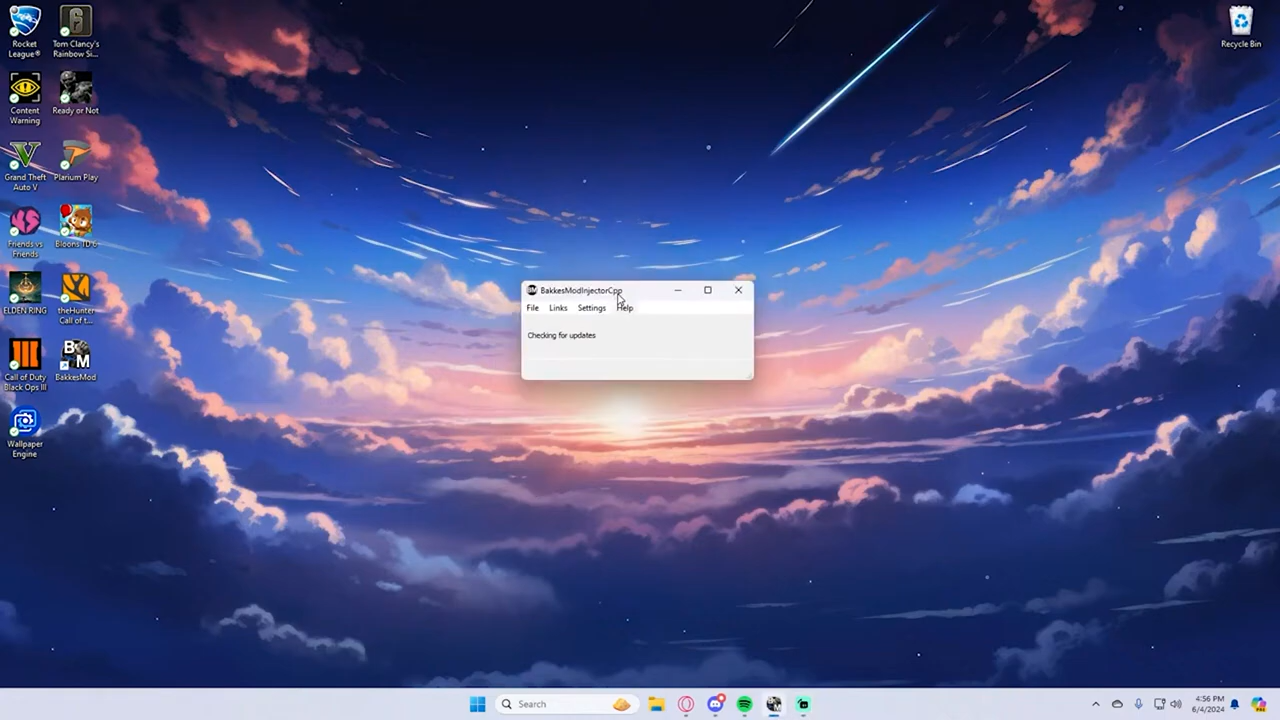 Rocket
League®
Tom Clancy's
Rainbow Si...
Content
Warning
Ready or Not
Grand Theft
Auto V
Plarium Play
Friends vs
Friends
Bloons TD 6
ELDEN RING
theHunter
Call of t...
Call of Duty
Black Ops III
B M
BakkesMod
Wallpaper
Engine
Recycle Bin
BakkesModInjectorCpp
File Links Settings Help
Checking for updates
Search
4:56 PM
6/4/2024